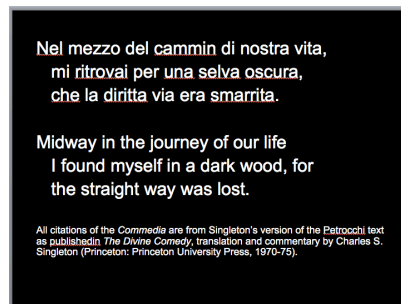 Nel mezzo del cammin di nostra vita,
mi ritrovai per una selva oscura,
che la diritta via era smarrita.
Midway in the journey of our life
I found myself in a dark wood, for
the straight way was lost.
All citations of the Commedia are from Singleton's version of the Petrocchi text
as publishedin The Divine Comedy, translation and commentary by Charles S.
Singleton (Princeton: Princeton University Press, 1970-75).